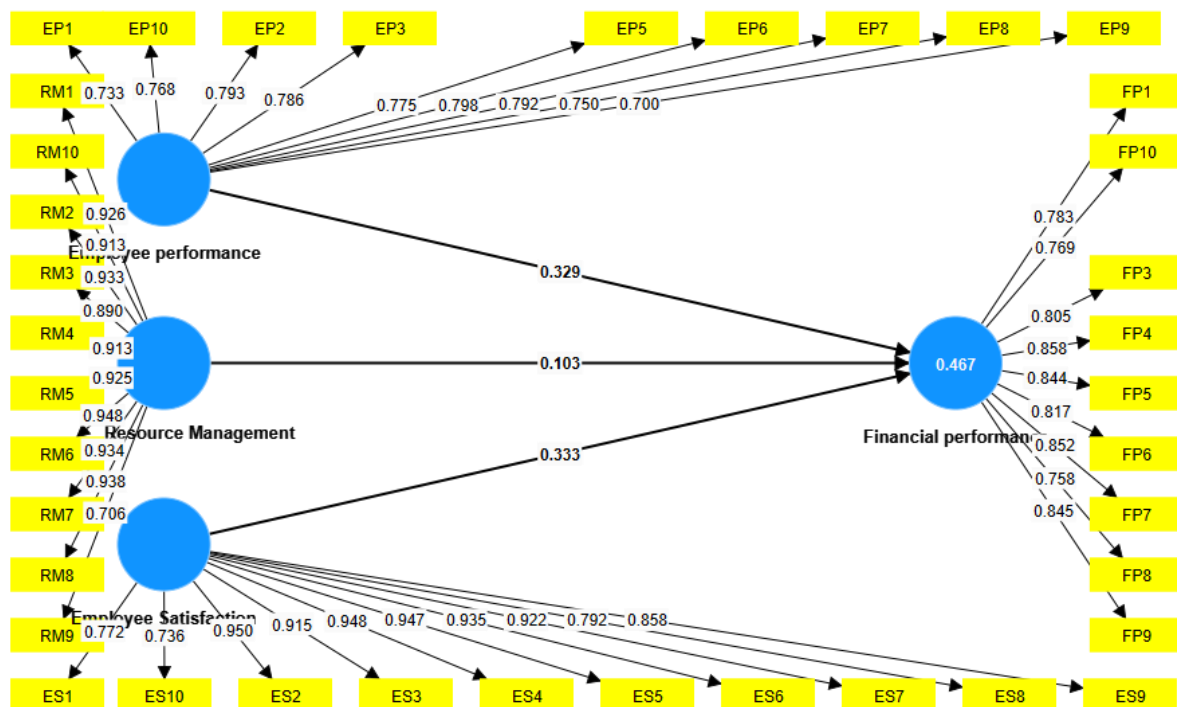 EP1 EP10 EP2 EP3 EP5 EP6 EP7 EP8 EP9
RM1 0.733 0.768 0.793 0.786 0.775 0.798 0.792 0.750 0.700 FP1
RM10 FP10
RM2 0.926 0.783
0.913 Employee performance 0.769
RM3 0.933 0.329 FP3
0.890 0.805
RM4 0.913 0.858 FP4
0.103 0.467
0.925 0.844
RM5 0.948 0.817 FP5
Resource Management Financial performance
RM6 0.934 0.333 0.852 FP6
0.938 0.758
RM7 0.706 0.845 FP7
RM8 FP8
Employee Satisfaction
RM9 0.772 0.736 0.950 0.915 0.948 0.947 0.935 0.922 0.792 0.858 FP9
ES1 ES10 ES2 ES3 ES4 ES5 ES6 ES7 ES8 ES9